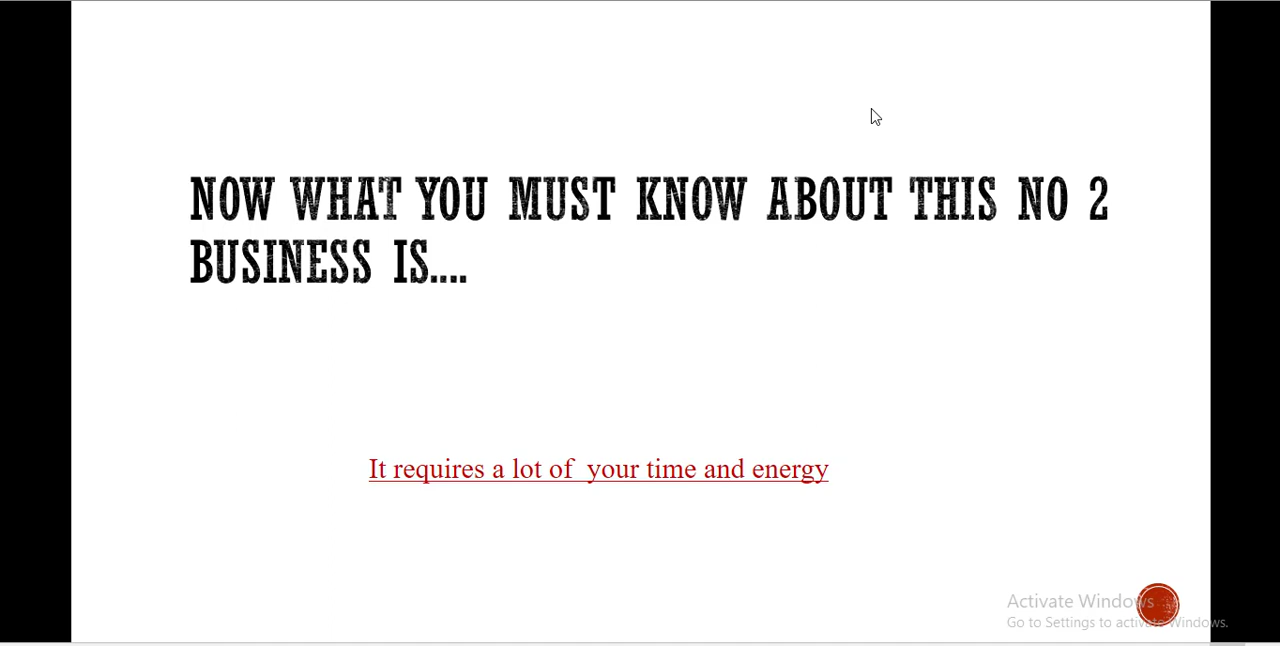 NOW WHAT YOU MUST KNOW ABOUT THIS NO 2
BUSINESS IS....
It requires a lot of your time and energy
Activate Windows
Go to Settings to activate Windows.